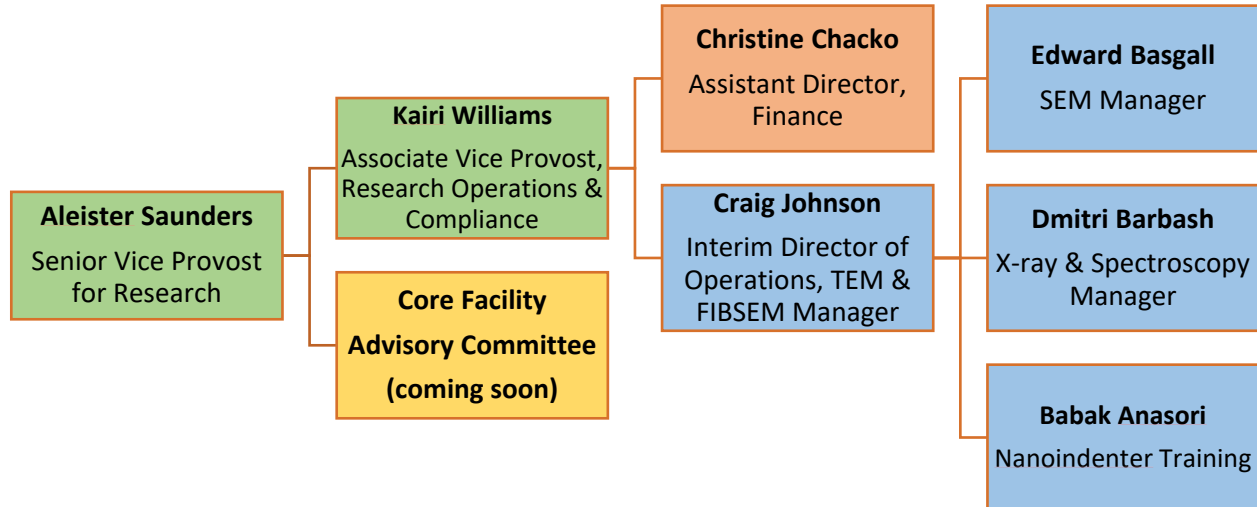 Aleister Saunders
Senior Vice Provost
for Research
Kairi Williams
Associate Vice Provost,
Research Operations &
Compliance
Core Facility
Advisory Committee
(coming soon)
Christine Chacko
Assistant Director,
Finance
Craig Johnson
Interim Director of
Operations, TEM &
FIBSEM Manager
Edward Basgall
SEM Manager
Dmitri Barbash
X-ray & Spectroscopy
Manager
Babak Anasori
Nanoindenter Training